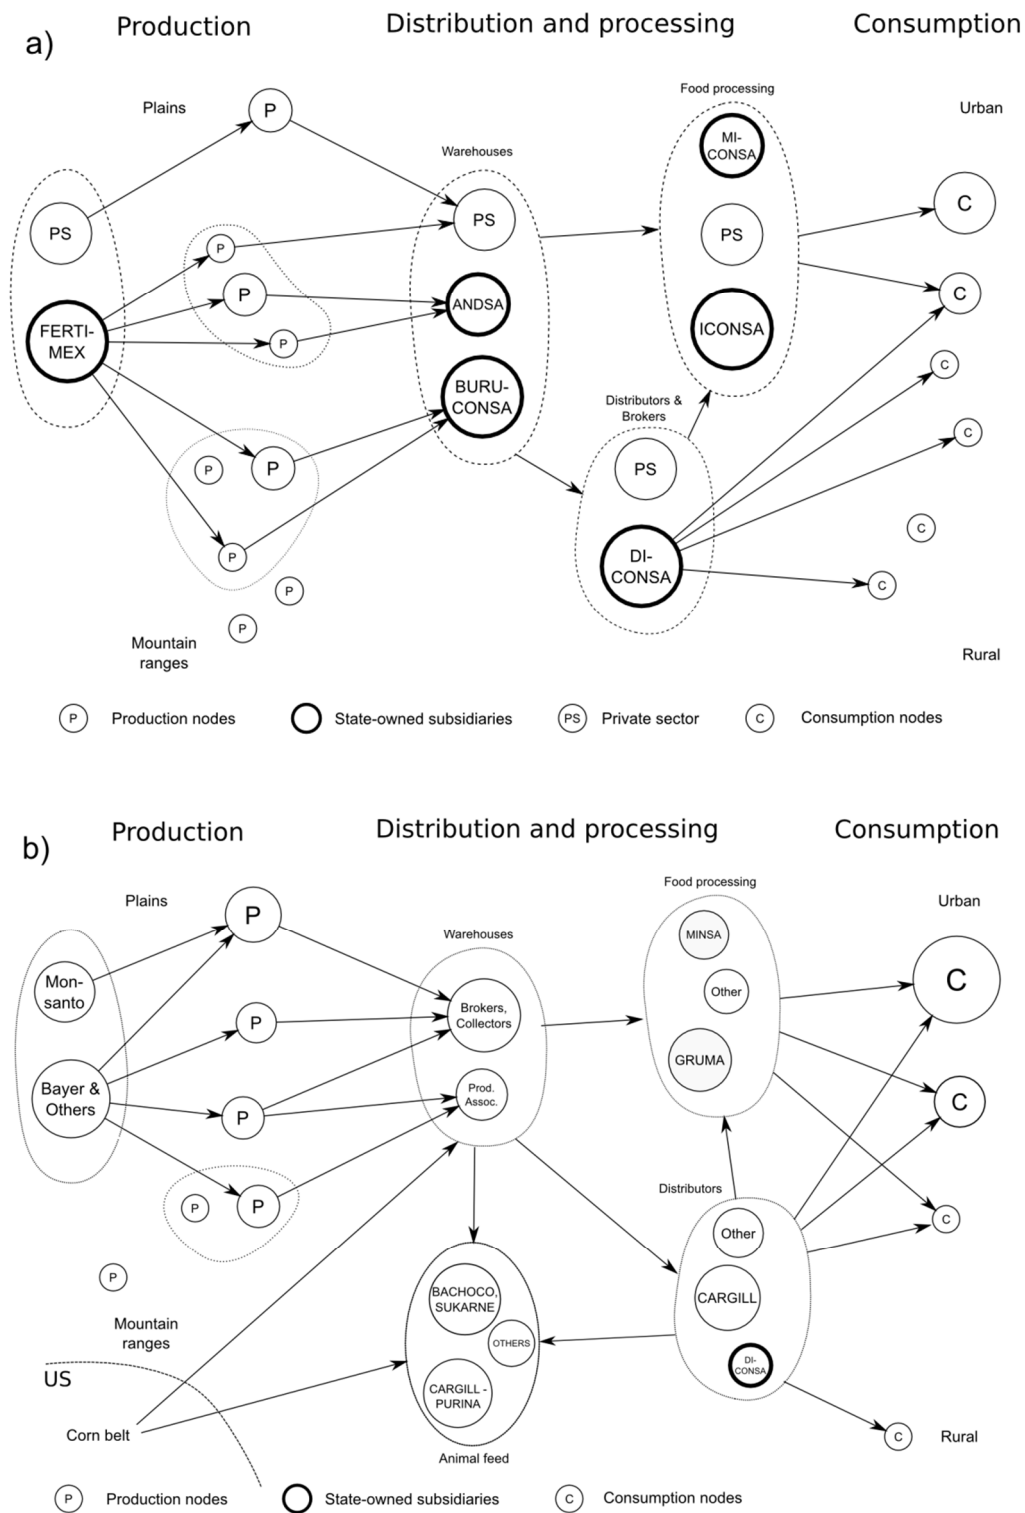 a)
Production
Distribution and processing
Consumption
Plains
Food processing
Urban
P
MI-
CONSA
Warehouses
PS
PS
PS
C
P
P
ANDSA
C
FERTI-
MEX
P
ICONSA
BURU-
CONSA
C
Distributors &
Brokers
P
P
PS
C
C
P
DI-
CONSA
C
P
P
Mountain
ranges
Rural
P
Production nodes
State-owned subsidiaries
PS
Private sector
C
Consumption nodes
b)
Production
Distribution and processing
Consumption
Plains
Food processing
Urban
P
Warehouses
MINSA
Mon-
santo
Other
C
Brokers,
Collectors
P
GRUMA
Bayer &
Others
Prod.
Assoc.
P
C
P
P
Distributors
C
Other
P
BACHOCO,
SUKARNE
CARGILL
Mountain
ranges
OTHERS
DI-
CONSA
US
CARGILL -
PURINA
Corn belt
C
Rural
Animal feed
P
Production nodes
State-owned subsidiaries
C
Consumption nodes